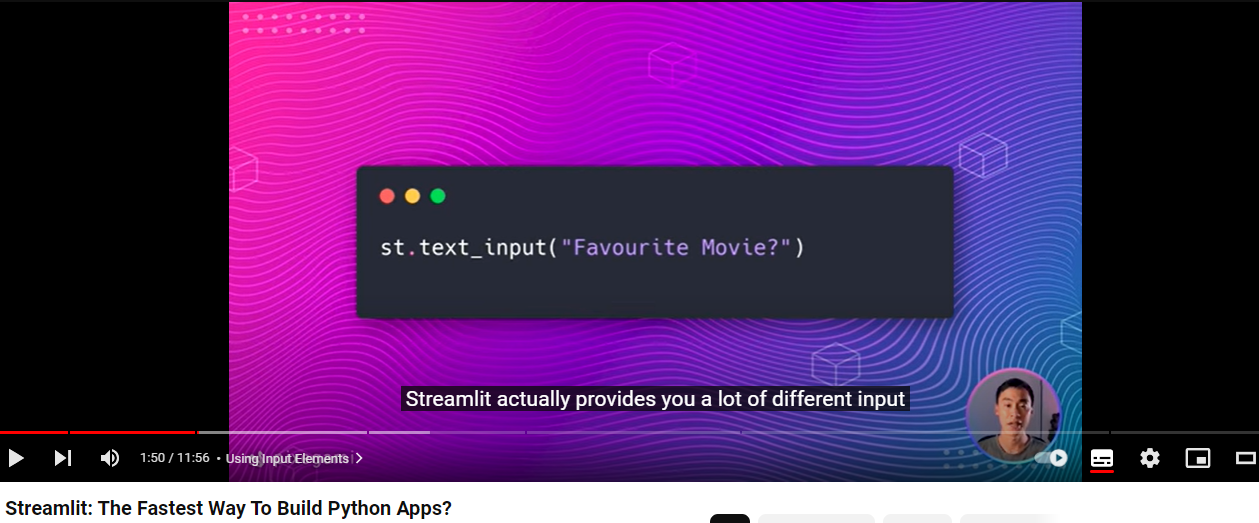 st.text_input("Favourite Movie?")
Streamlit actually provides you a lot of different input
1:50 / 11:56 • Using Input Elements
Streamlit: The Fastest Way To Build Python Apps?